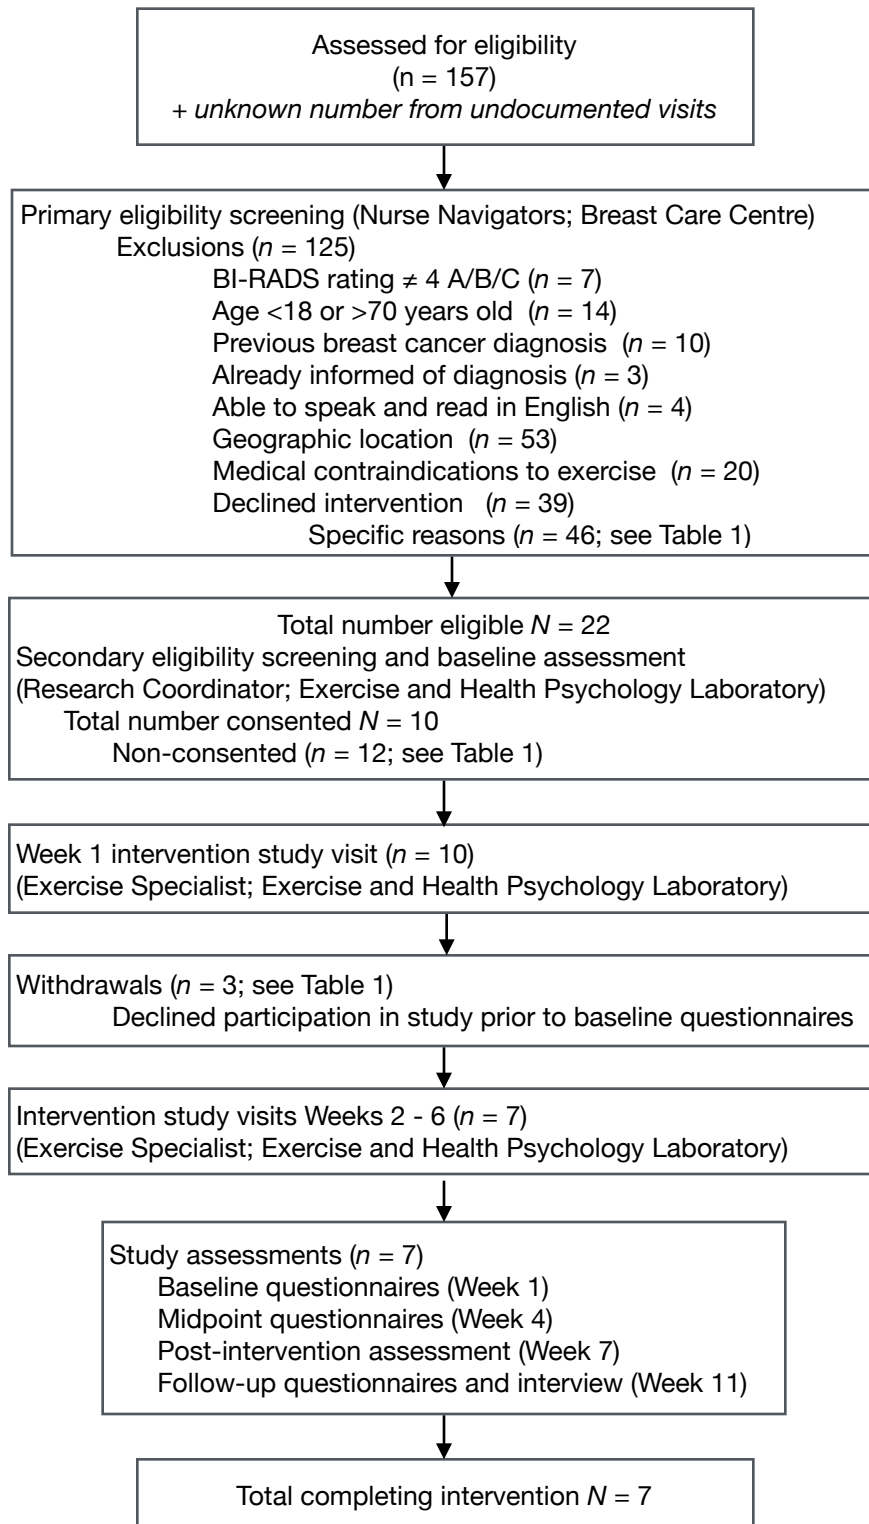 Assessed for eligibility
(n = 157)
+ unknown number from undocumented visits
Primary eligibility screening (Nurse Navigators; Breast Care Centre)
Exclusions (n = 125)
BI-RADS rating ≠ 4 A/B/C (n = 7)
Age <18 or >70 years old (n = 14)
Previous breast cancer diagnosis (n = 10)
Already informed of diagnosis (n = 3)
Able to speak and read in English (n = 4)
Geographic location (n = 53)
Medical contraindications to exercise (n = 20)
Declined intervention (n = 39)
Specific reasons (n = 46; see Table 1)
Total number eligible N = 22
Secondary eligibility screening and baseline assessment
(Research Coordinator; Exercise and Health Psychology Laboratory)
Total number consented N = 10
Non-consented (n = 12; see Table 1)
Week 1 intervention study visit (n = 10)
(Exercise Specialist; Exercise and Health Psychology Laboratory)
Withdrawals (n = 3; see Table 1)
Declined participation in study prior to baseline questionnaires
Intervention study visits Weeks 2 - 6 (n = 7)
(Exercise Specialist; Exercise and Health Psychology Laboratory)
Study assessments (n = 7)
Baseline questionnaires (Week 1)
Midpoint questionnaires (Week 4)
Post-intervention assessment (Week 7)
Follow-up questionnaires and interview (Week 11)
Total completing intervention N = 7